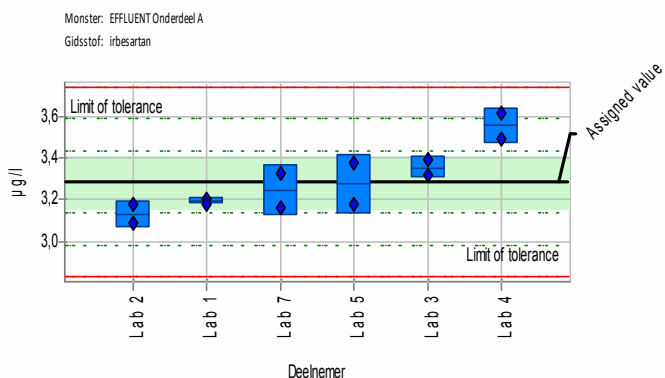 Monster: EFFLUENT Onderdeel A
Gidsstof: irbesartan
Limit of tolerance
Assigned value
3,6
3,4
3,2
3,0
µg/l
Limit of tolerance
Lab 2
Lab 1
Lab 7
Lab 5
Lab 3
Lab 4
Deelnemer